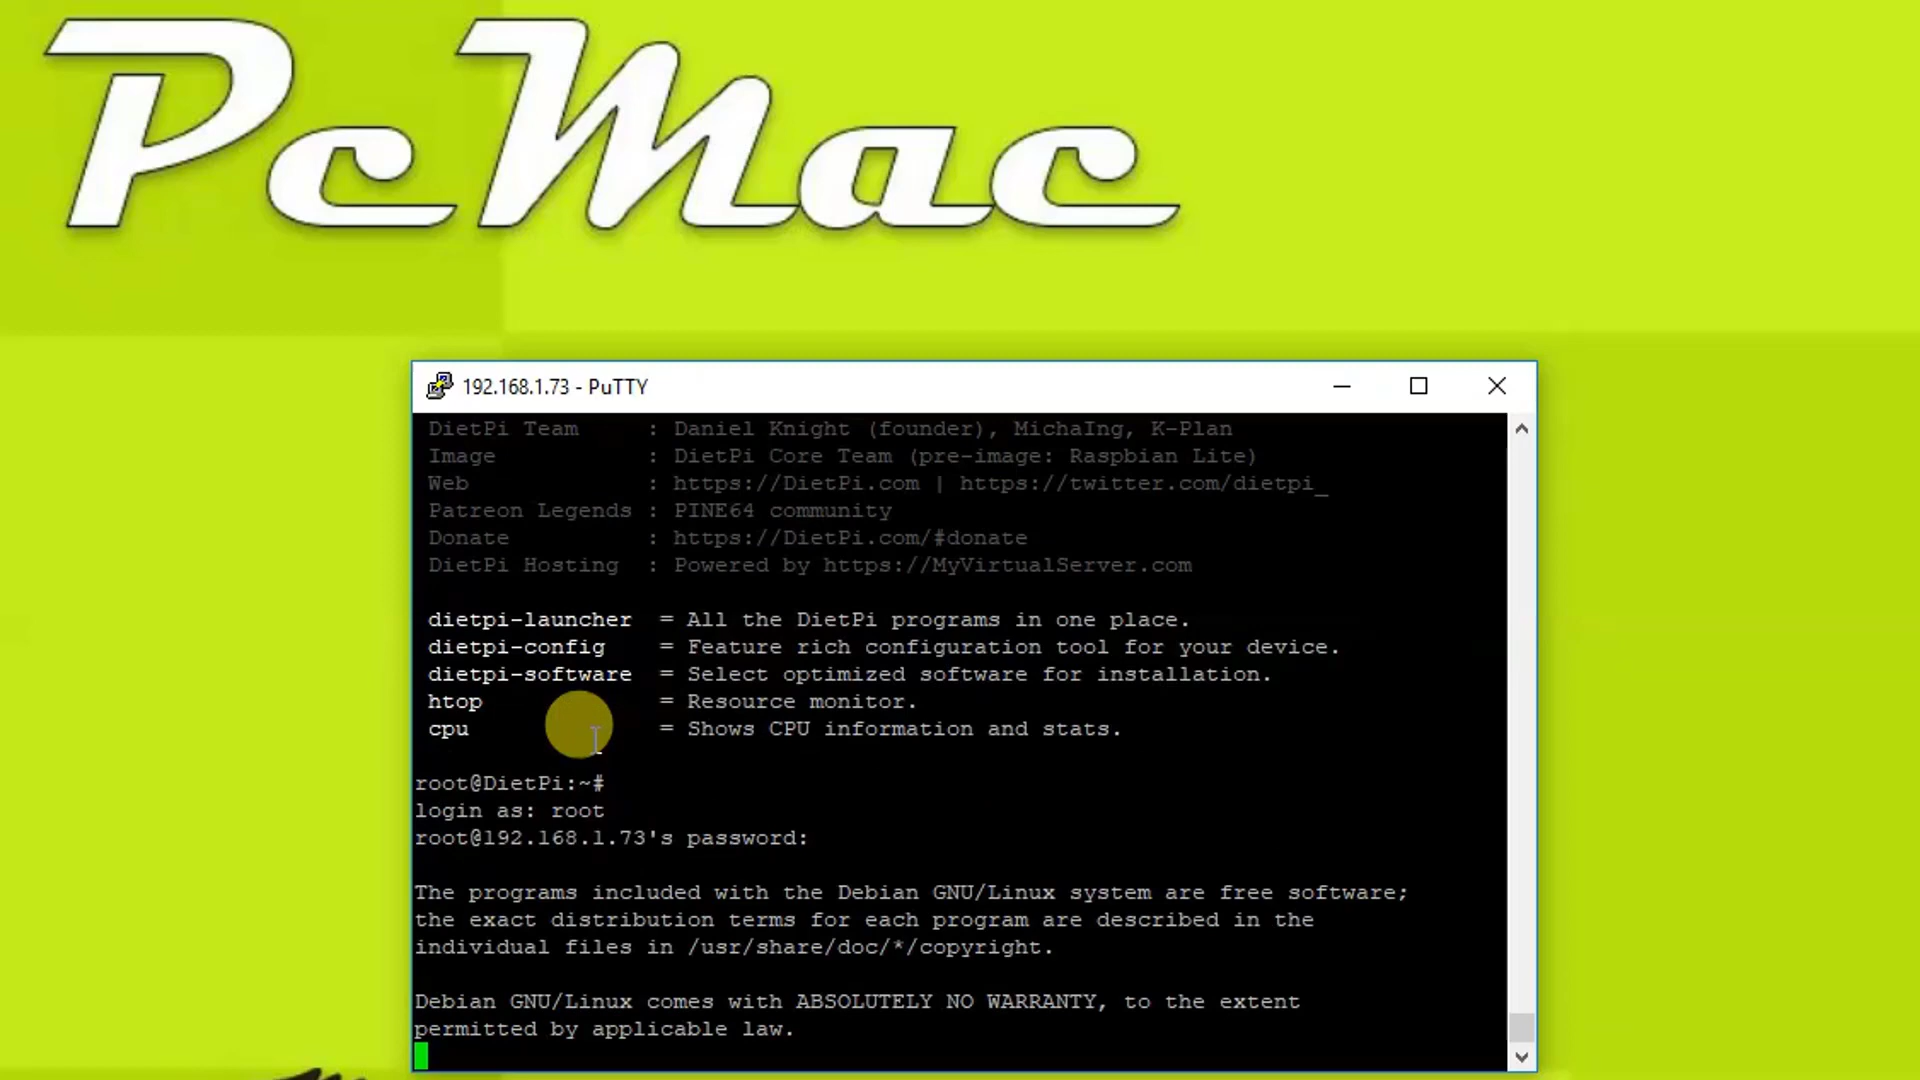 PcMac
192.168.1.73 - PuTTY
DietPi Team : Daniel Knight (founder), MichaIng, K-Plan
Image : DietPi Core Team (pre-image: Raspbian Lite)
Web : https://DietPi.com | https://twitter.com/dietpi_
Patreon Legends : PINE64 community
Donate : https://DietPi.com/#donate
DietPi Hosting : Powered by https://MyVirtualServer.com
dietpi-launcher = All the DietPi programs in one place.
dietpi-config = Feature rich configuration tool for your device.
dietpi-software = Select optimized software for installation.
htop = Resource monitor.
cpu = Shows CPU information and stats.
root@DietPi:~#
login as: root
root@192.168.1.73's password:
The programs included with the Debian GNU/Linux system are free software;
the exact distribution terms for each program are described in the
individual files in /usr/share/doc/*/copyright.
Debian GNU/Linux comes with ABSOLUTELY NO WARRANTY, to the extent
permitted by applicable law.